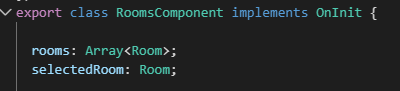 export class RoomsComponent implements OnInit {
rooms: Array<Room>;
selectedRoom: Room;